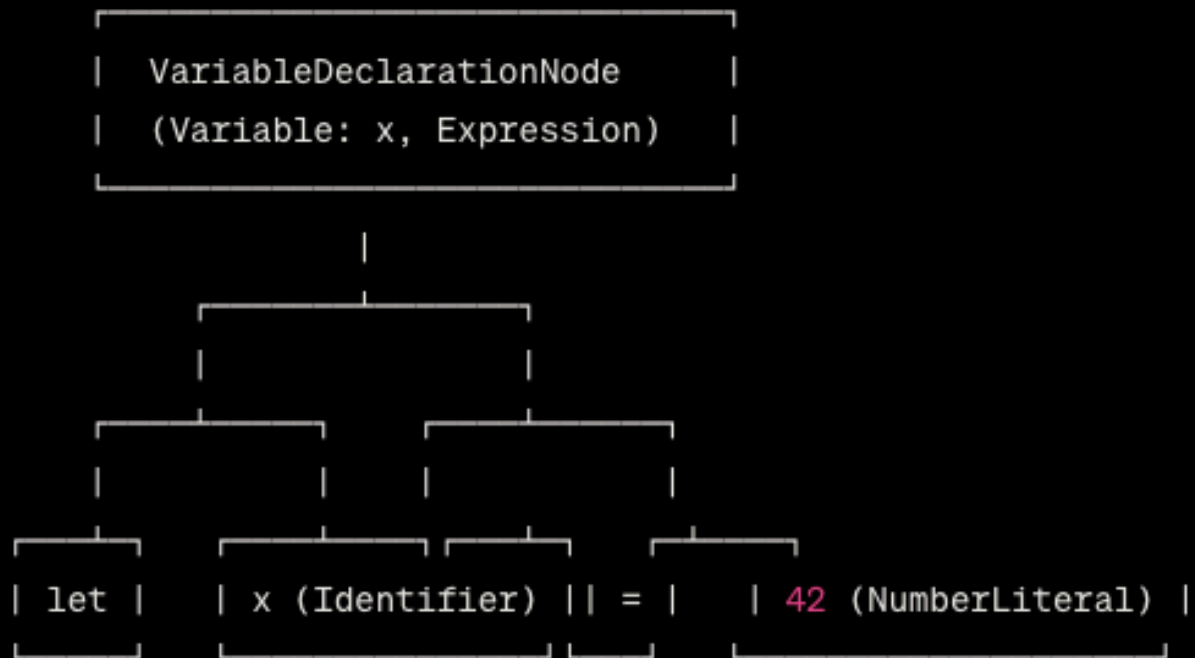 VariableDeclarationNode
(Variable: x, Expression)
let x (Identifier) = 42 (NumberLiteral)